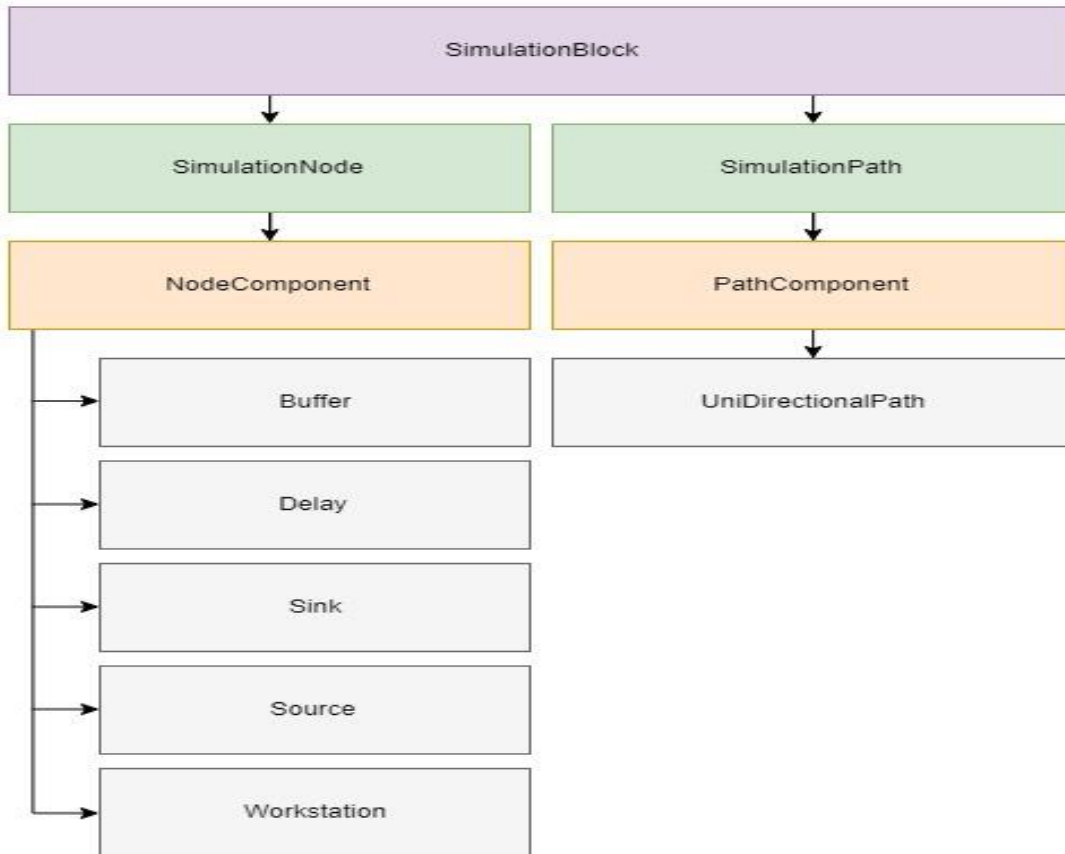 SimulationBlock
SimulationNode
SimulationPath
NodeComponent
PathComponent
Buffer
UniDirectionalPath
Delay
Sink
Source
Workstation